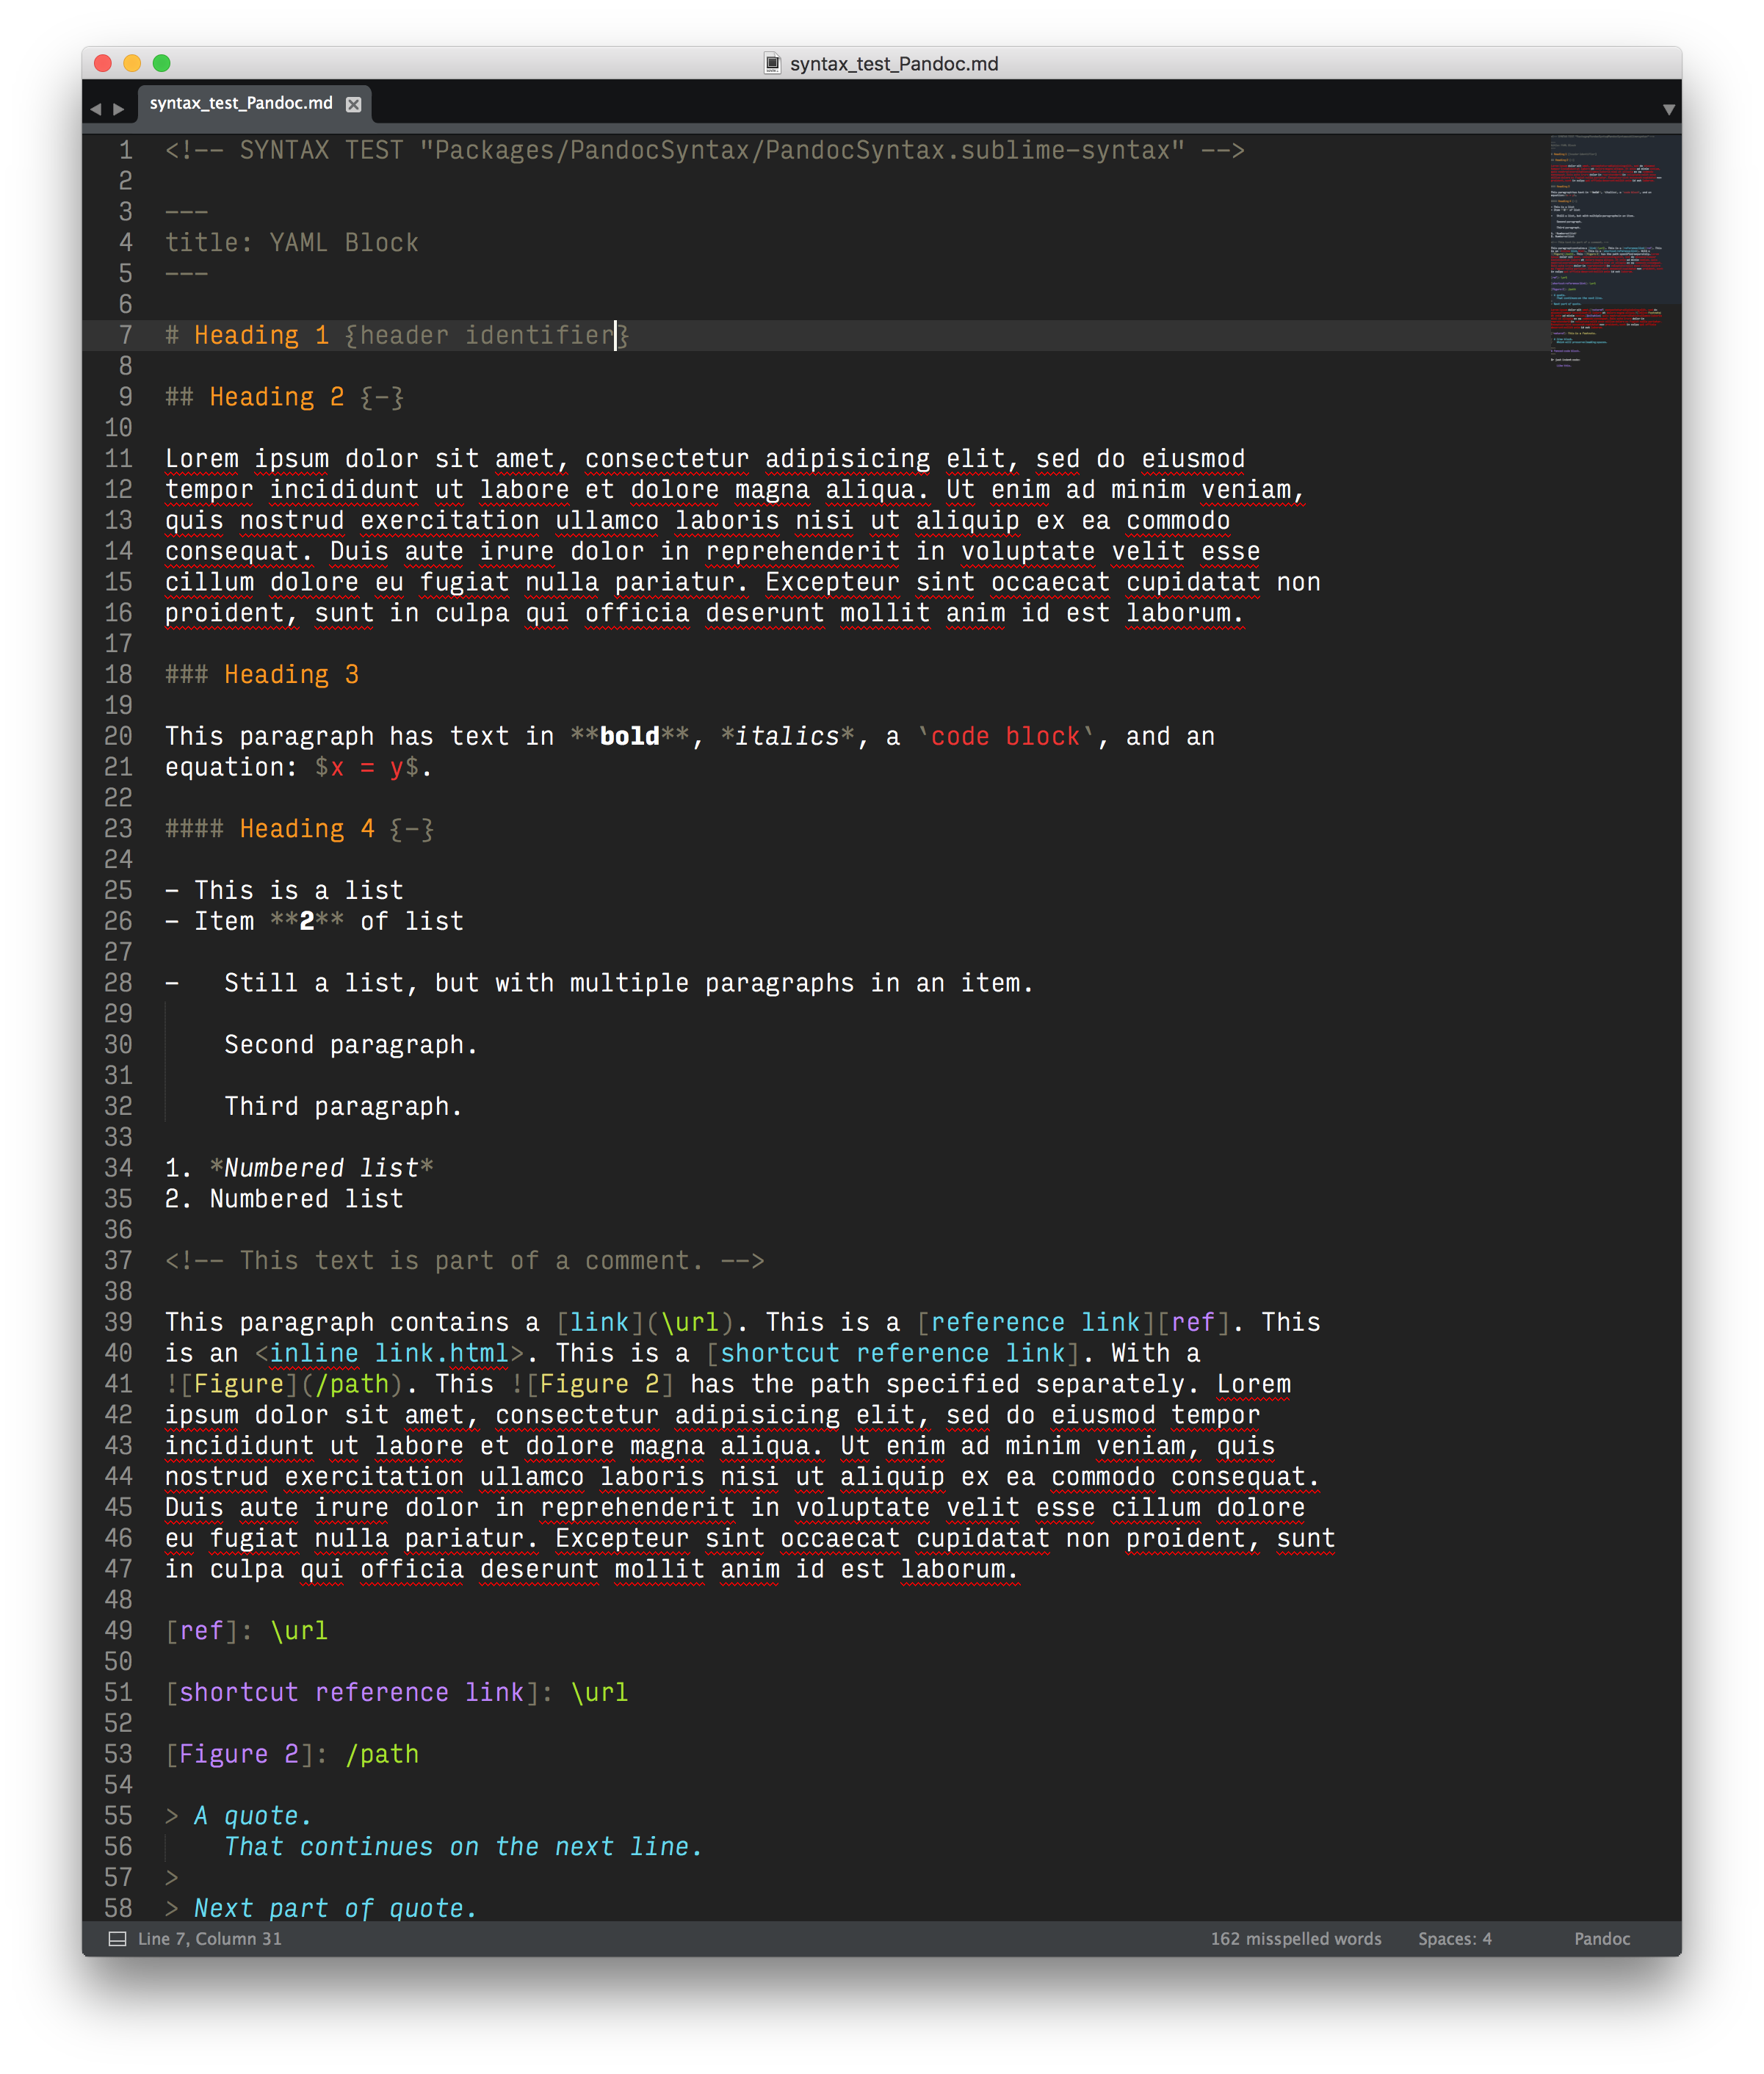 syntax_test_Pandoc.md
syntax_test_Pandoc.md
1 <!-- SYNTAX TEST "Packages/PandocSyntax/PandocSyntax.sublime-syntax" -->
2
3 ---
4 title: YAML Block
5 ---
6
7 # Heading 1 {header identifier}
8
9 ## Heading 2 {-}
10
11 Lorem ipsum dolor sit amet, consectetur adipisicing elit, sed do eiusmod
12 tempor incididunt ut labore et dolore magna aliqua. Ut enim ad minim veniam,
13 quis nostrud exercitation ullamco laboris nisi ut aliquip ex ea commodo
14 consequat. Duis aute irure dolor in reprehenderit in voluptate velit esse
15 cillum dolore eu fugiat nulla pariatur. Excepteur sint occaecat cupidatat non
16 proident, sunt in culpa qui officia deserunt mollit anim id est laborum.
17
18 ### Heading 3
19
20 This paragraph has text in **bold**, *italics*, a `code block`, and an
21 equation: $x = y$.
22
23 #### Heading 4 {-}
24
25 - This is a list
26 - Item **2** of list
27
28 -   Still a list, but with multiple paragraphs in an item.
29
30     Second paragraph.
31
32     Third paragraph.
33
34 1. *Numbered list*
35 2. Numbered list
36
37 <!-- This text is part of a comment. -->
38
39 This paragraph contains a [link](\url). This is a [reference link][ref]. This
40 is an <inline link.html>. This is a [shortcut reference link]. With a
41 ![Figure](/path). This ![Figure 2] has the path specified separately. Lorem
42 ipsum dolor sit amet, consectetur adipisicing elit, sed do eiusmod tempor
43 incididunt ut labore et dolore magna aliqua. Ut enim ad minim veniam, quis
44 nostrud exercitation ullamco laboris nisi ut aliquip ex ea commodo consequat.
45 Duis aute irure dolor in reprehenderit in voluptate velit esse cillum dolore
46 eu fugiat nulla pariatur. Excepteur sint occaecat cupidatat non proident, sunt
47 in culpa qui officia deserunt mollit anim id est laborum.
48
49 [ref]: \url
50
51 [shortcut reference link]: \url
52
53 [Figure 2]: /path
54
55 > A quote.
56     That continues on the next line.
57 >
58 > Next part of quote.
Line 7, Column 31 162 misspelled words Spaces: 4 Pandoc